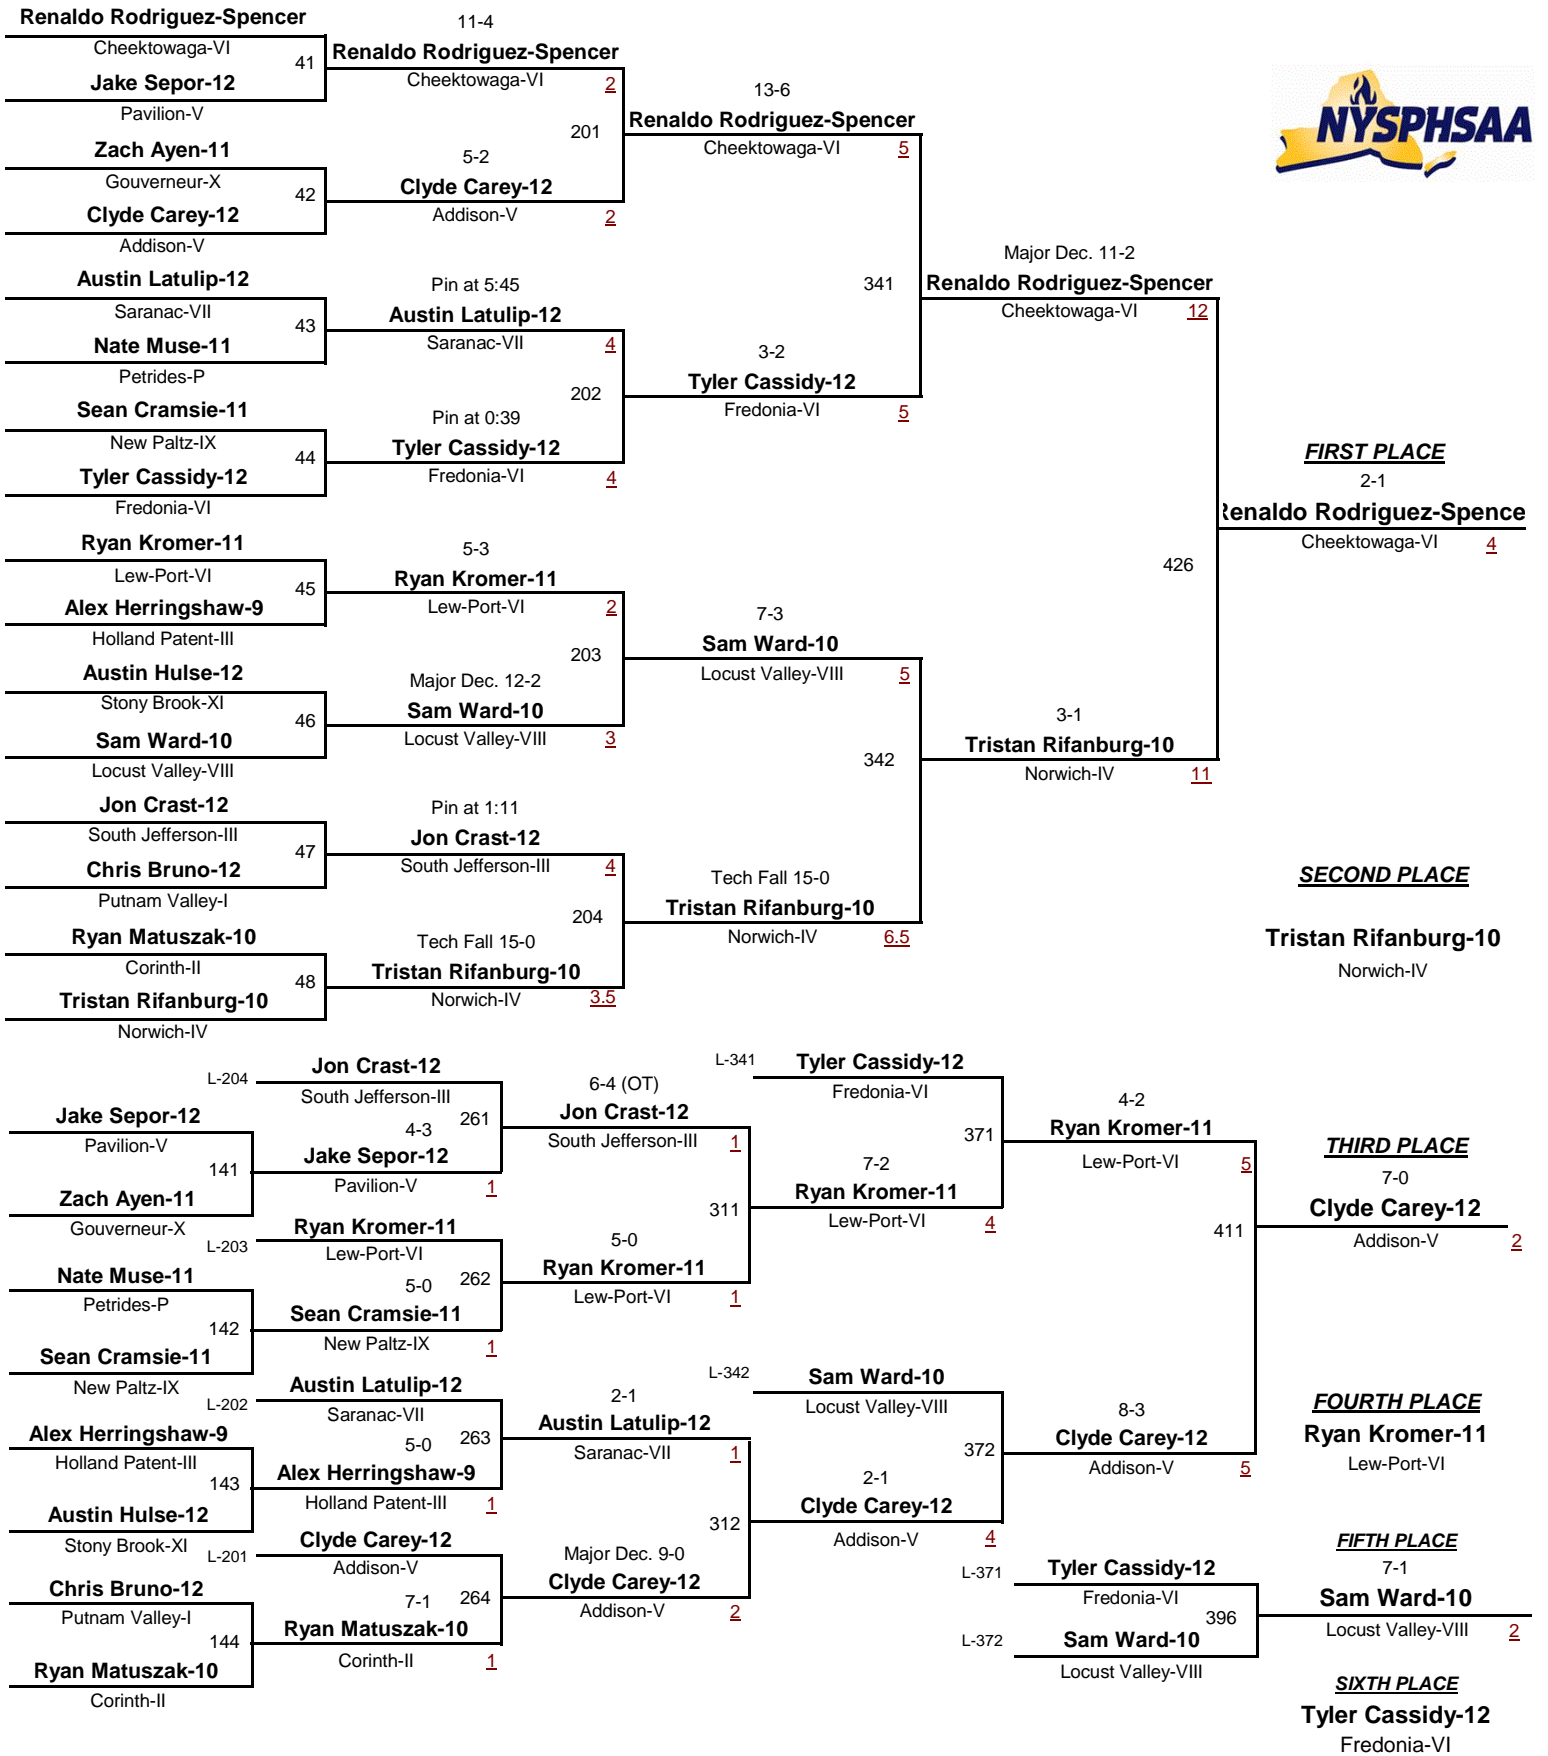 Renaldo Rodriguez-Spencer
Cheektowaga-VI
41
Jake Sepor-12
Pavilion-V
Zach Ayen-11
Gouverneur-X
42
Clyde Carey-12
Addison-V
Austin Latulip-12
Saranac-VII
43
Nate Muse-11
Petrides-P
Sean Cramsie-11
New Paltz-IX
44
Tyler Cassidy-12
Fredonia-VI
Ryan Kromer-11
Lew-Port-VI
45
Alex Herringshaw-9
Holland Patent-III
Austin Hulse-12
Stony Brook-XI
46
Sam Ward-10
Locust Valley-VIII
Jon Crast-12
South Jefferson-III
47
Chris Bruno-12
Putnam Valley-I
Ryan Matuszak-10
Corinth-II
48
Tristan Rifanburg-10
Norwich-IV
11-4
Renaldo Rodriguez-Spencer
Cheektowaga-VI 2
201
5-2
Clyde Carey-12
Addison-V 2
Pin at 5:45
Austin Latulip-12
Saranac-VII 4
202
Pin at 0:39
Tyler Cassidy-12
Fredonia-VI 4
5-3
Ryan Kromer-11
Lew-Port-VI 2
203
Major Dec. 12-2
Sam Ward-10
Locust Valley-VIII 3
Pin at 1:11
Jon Crast-12
South Jefferson-III 4
204
Tech Fall 15-0
Tristan Rifanburg-10
Norwich-IV 3.5
13-6
Renaldo Rodriguez-Spencer
Cheektowaga-VI 5
341
3-2
Tyler Cassidy-12
Fredonia-VI 5
7-3
Sam Ward-10
Locust Valley-VIII 5
342
Tech Fall 15-0
Tristan Rifanburg-10
Norwich-IV 6.5
Major Dec. 11-2
Renaldo Rodriguez-Spencer
Cheektowaga-VI 12
426
3-1
Tristan Rifanburg-10
Norwich-IV 11
NYSPHSAA
FIRST PLACE
2-1
Renaldo Rodriguez-Spence
Cheektowaga-VI 4
SECOND PLACE
Tristan Rifanburg-10
Norwich-IV
L-204
Jon Crast-12
South Jefferson-III
261
Jake Sepor-12
Pavilion-V
141
Zach Ayen-11
Gouverneur-X
4-3
Jake Sepor-12
Pavilion-V 1
L-203
Ryan Kromer-11
Lew-Port-VI
262
Nate Muse-11
Petrides-P
142
Sean Cramsie-11
New Paltz-IX
5-0
Sean Cramsie-11
New Paltz-IX 1
L-202
Austin Latulip-12
Saranac-VII
263
Alex Herringshaw-9
Holland Patent-III
143
Austin Hulse-12
Stony Brook-XI
5-0
Alex Herringshaw-9
Holland Patent-III 1
L-201
Clyde Carey-12
Addison-V
264
Chris Bruno-12
Putnam Valley-I
144
Ryan Matuszak-10
Corinth-II
7-1
Ryan Matuszak-10
Corinth-II 1
6-4 (OT)
Jon Crast-12
South Jefferson-III 1
311
5-0
Ryan Kromer-11
Lew-Port-VI 1
2-1
Austin Latulip-12
Saranac-VII 1
312
Major Dec. 9-0
Clyde Carey-12
Addison-V 2
L-341
Tyler Cassidy-12
Fredonia-VI
371
7-2
Ryan Kromer-11
Lew-Port-VI 4
L-342
Sam Ward-10
Locust Valley-VIII
372
2-1
Clyde Carey-12
Addison-V 4
4-2
Ryan Kromer-11
Lew-Port-VI 5
411
8-3
Clyde Carey-12
Addison-V 5
THIRD PLACE
7-0
Clyde Carey-12
Addison-V 2
FOURTH PLACE
Ryan Kromer-11
Lew-Port-VI
L-371
Tyler Cassidy-12
Fredonia-VI
396
L-372
Sam Ward-10
Locust Valley-VIII
FIFTH PLACE
7-1
Sam Ward-10
Locust Valley-VIII 2
SIXTH PLACE
Tyler Cassidy-12
Fredonia-VI